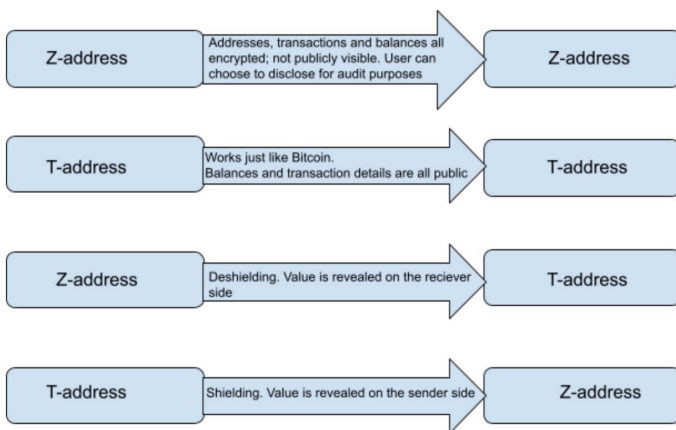 Z-address
Addresses, transactions and balances all
encrypted; not publicly visible. User can
choose to disclose for audit purposes
Z-address
T-address
Works just like Bitcoin.
Balances and transaction details are all public
T-address
Z-address
Deshielding. Value is revealed on the reciever
side
T-address
T-address
Shielding. Value is revealed on the sender side
Z-address